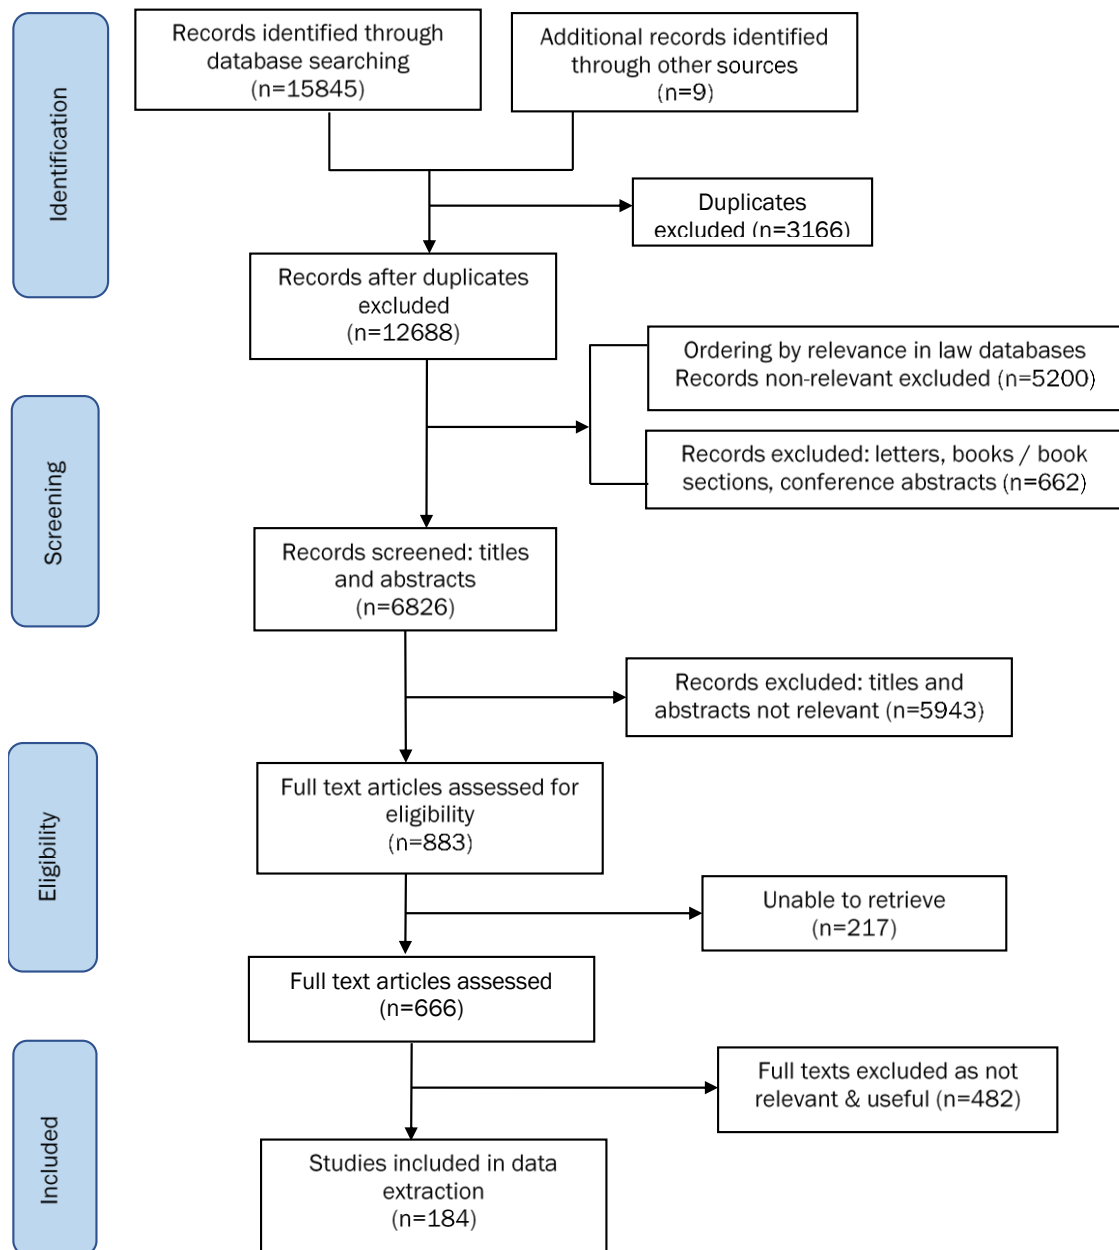 Identification
Records identified through
database searching
(n=15845)
Additional records identified
through other sources
(n=9)
Duplicates
excluded (n=3166)
Records after duplicates
excluded
(n=12688)
Ordering by relevance in law databases
Records non-relevant excluded (n=5200)
Records excluded: letters, books / book
sections, conference abstracts (n=662)
Screening
Records screened: titles
and abstracts
(n=6826)
Records excluded: titles and
abstracts not relevant (n=5943)
Eligibility
Full text articles assessed for
eligibility
(n=883)
Unable to retrieve
(n=217)
Full text articles assessed
(n=666)
Included
Full texts excluded as not
relevant & useful (n=482)
Studies included in data
extraction
(n=184)